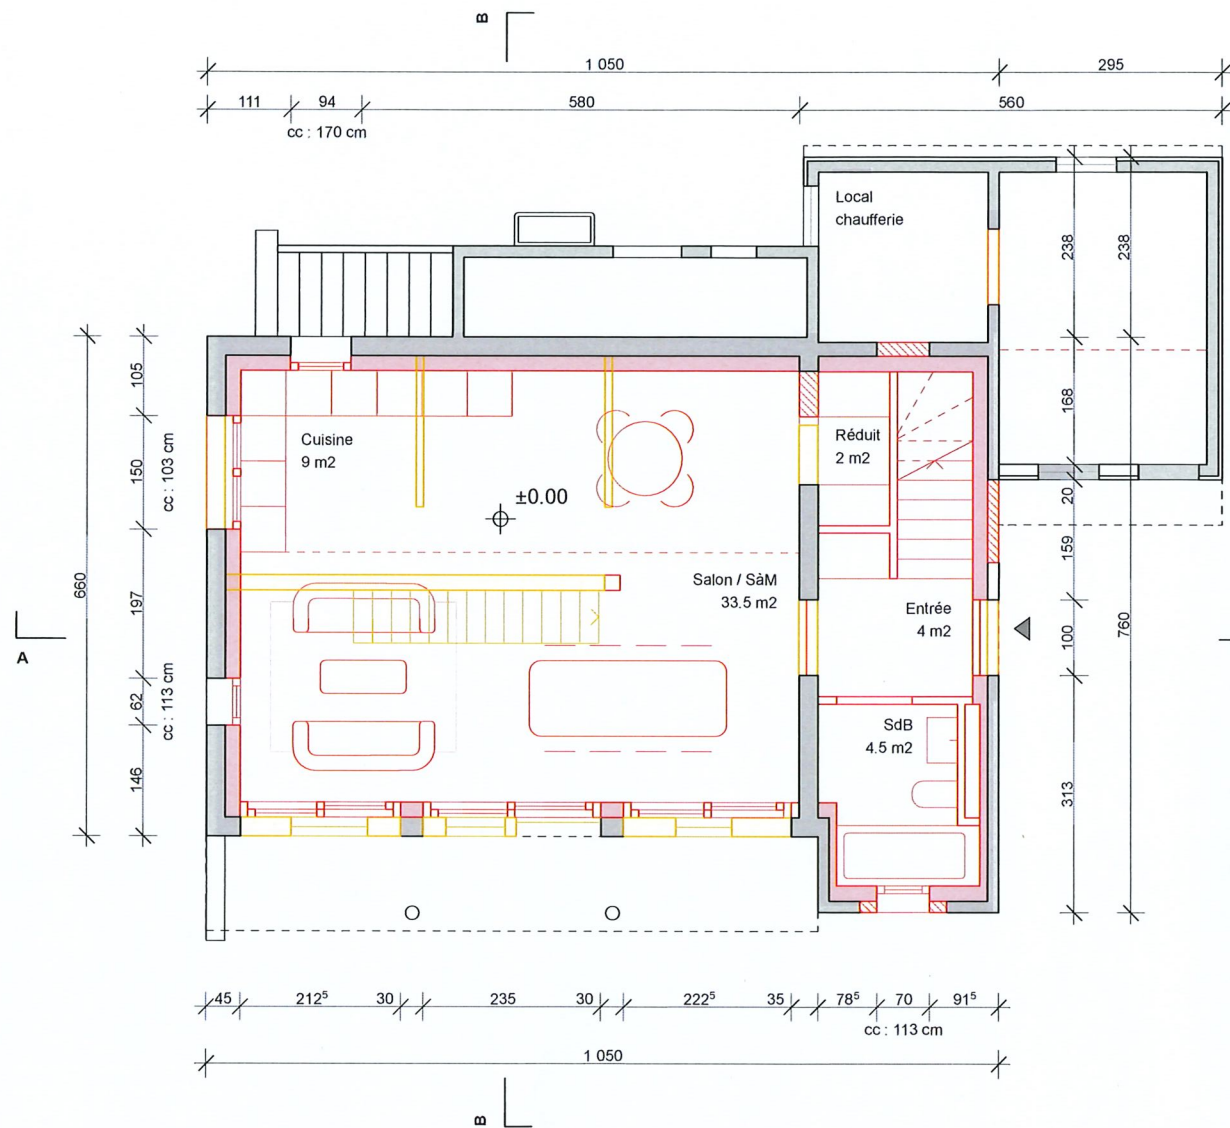 B
1 050
295
111
94
580
560
cc : 170 cm
Local
chaufferie
238
238
105
168
Cuisine
9 m2
Réduit
2 m2
150
cc : 103 cm
±0.00
20
159
660
197
Salon / SàM
33.5 m2
Entrée
4 m2
100
760
A
62
cc : 113 cm
SdB
4.5 m2
146
313
45
212⁵
30
235
30
222⁵
35
78⁵
70
91⁵
cc : 113 cm
1 050
B